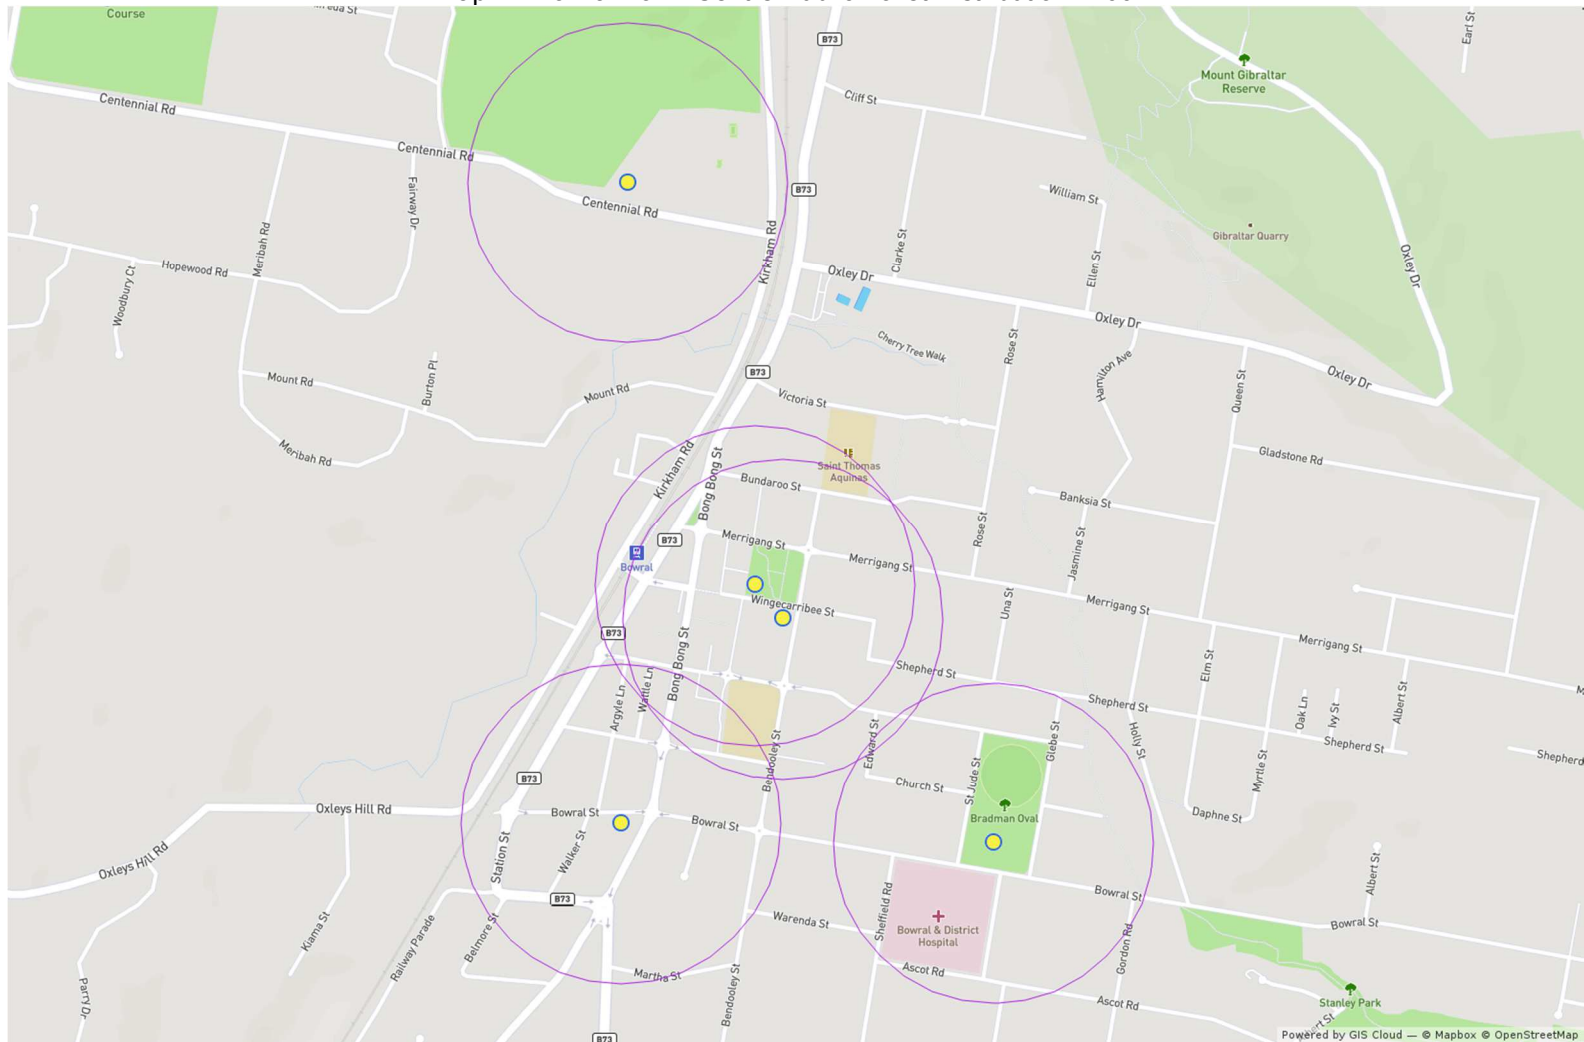 Course
B73
Earl St
Mount Gibraltar
Reserve
Centennial Rd
Cliff St
Centennial Rd
B73
Fairway Dr
William St
Centennial Rd
Meribah Rd
Kirkham Rd
Clarke St
Gibraltar Quarry
Hopewood Rd
Woodbury Ct
Oxley Dr
Ellen St
Oxley Dr
Oxley Dr
Cherry Tree Walk
Rose St
B73
Mount Rd
Burton Pl
Mount Rd
Hamilton Ave
Queen St
Oxley Dr
Victoria St
Meribah Rd
Kirkham Rd
Bong Bong St
Saint Thomas
Aquinas
Gladstone Rd
Bundaroo St
Banksia St
Rose St
B73
Merrigang St
Bowral
Merrigang St
Jasmine St
Wingecarribee St
Una St
Merrigang St
B73
Merrigang St
Bong Bong St
Shepherd St
Elm St
Argyle Ln
Wattle Ln
Shepherd St
Oak Ln
Ivy St
Albert St
Edward St
Glebe St
Holly St
Shepherd St
Shepherd
Bendooley St
B73
Church St
St Jude St
Myrtle St
Oxleys Hill Rd
Bowral St
Bowral St
Bradman Oval
Daphne St
Oxleys Hill Rd
Station St
Walker St
Albert St
B73
Bowral St
Kiama St
Railway Parade
Belmore St
Warenda St
Sheffield Rd
Bowral & District
Hospital
Gordon Rd
Bowral St
Parry Dr
Martha St
Bendooley St
Ascot Rd
Ascot Rd
Stanley Park
B73
Powered by GIS Cloud — © Mapbox © OpenStreetMap